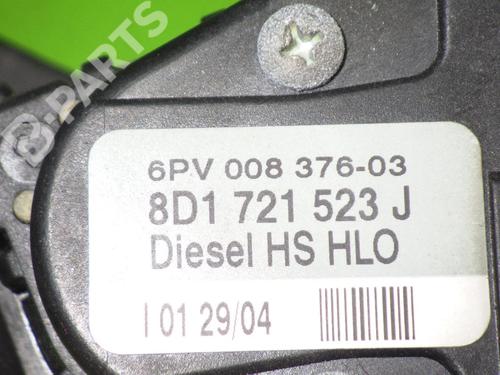 B-PARTS
6PV 008 376-03
8D1 721 523 J
Diesel HS HLO
I 01 29/04